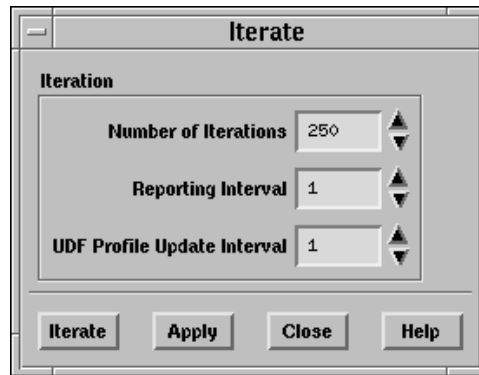 Iterate
Iteration
Number of Iterations 250
Reporting Interval 1
UDF Profile Update Interval 1
Iterate Apply Close Help